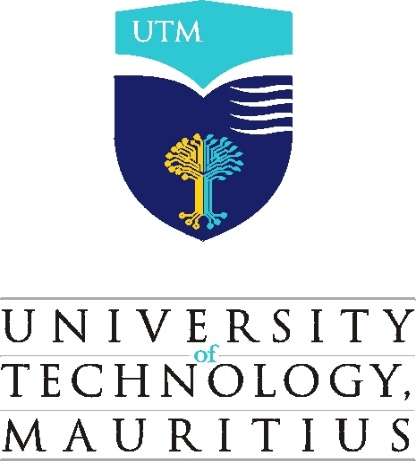 UTM
UNIVERSITY
of
TECHNOLOGY,
MAURITIUS